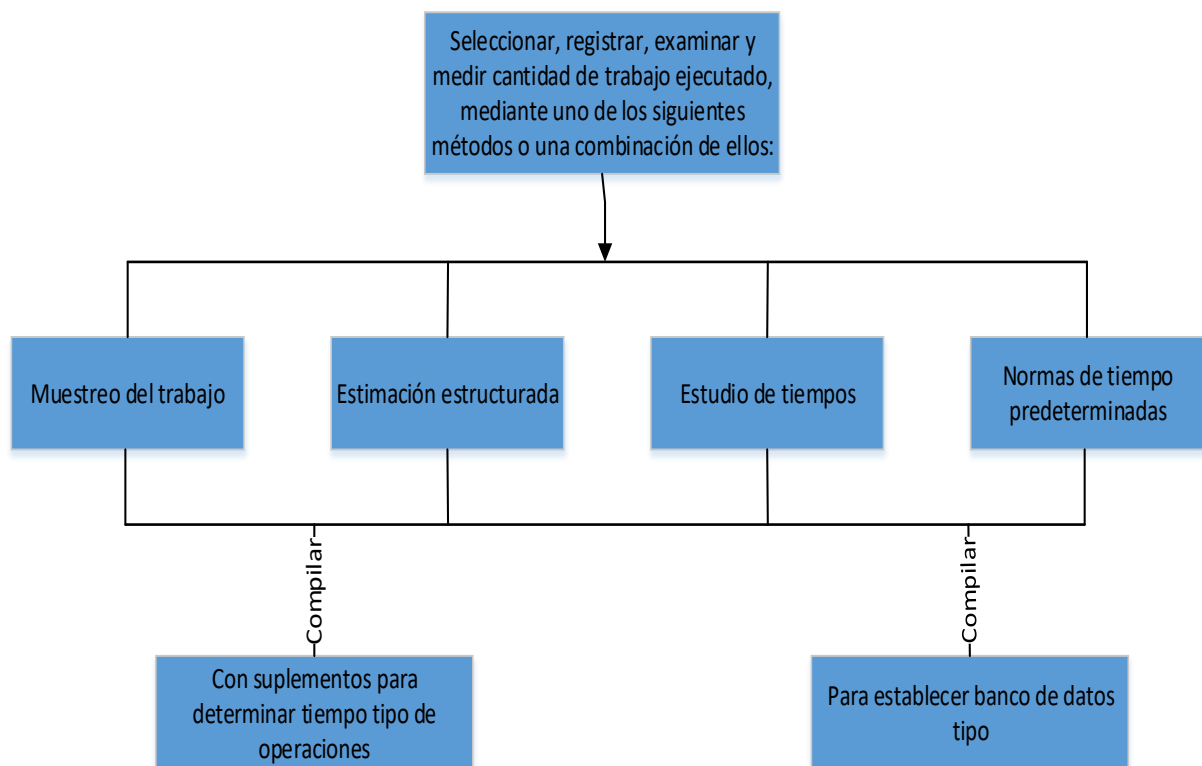 Seleccionar, registrar, examinar y
medir cantidad de trabajo ejecutado,
mediante uno de los siguientes
métodos o una combinación de ellos:
Muestreo del trabajo
Estimación estructurada
Estudio de tiempos
Normas de tiempo
predeterminadas
Compilar
Compilar
Con suplementos para
determinar tiempo tipo de
operaciones
Para establecer banco de datos
tipo